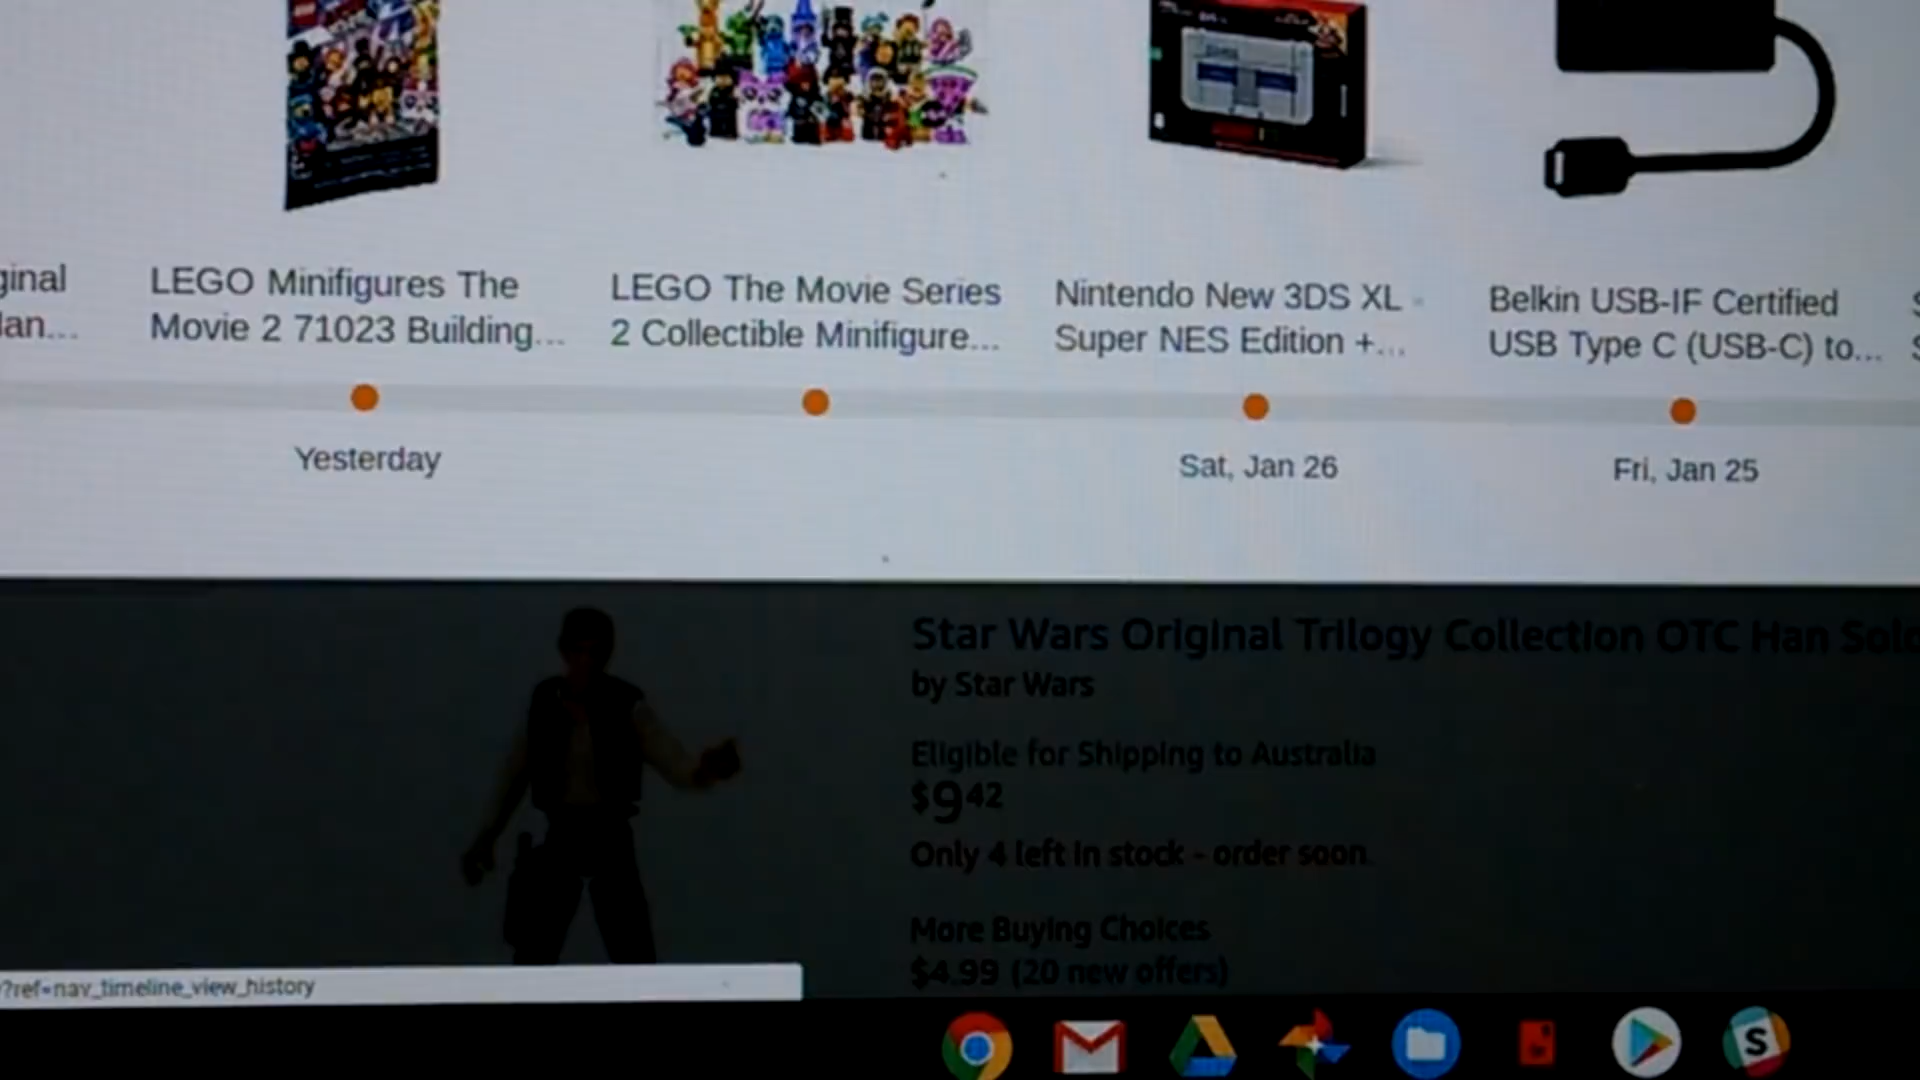 ginal
lan...
LEGO Minifigures The
Movie 2 71023 Building...
LEGO The Movie Series
2 Collectible Minifigure...
Nintendo New 3DS XL -
Super NES Edition +...
Belkin USB-IF Certified
USB Type C (USB-C) to...
Yesterday
Sat, Jan 26
Fri, Jan 25
Star Wars Original Trilogy Collection OTC Han Solo
by Star Wars
Eligible for Shipping to Australia
$9 42
Only 4 left in stock - order soon.
More Buying Choices
$4.99 (20 new offers)
?ref=nav_timeline_view_history
S